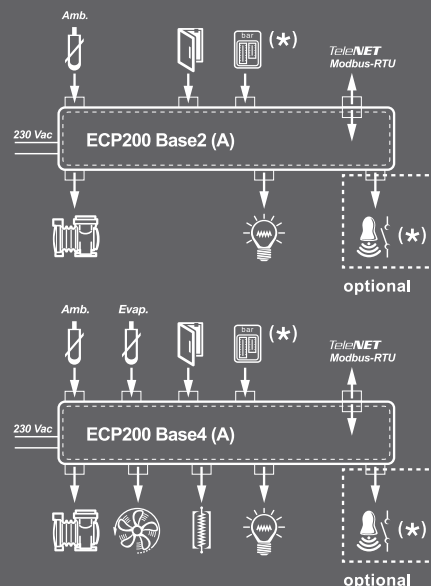 Amb.
bar (*)
TeleNET
Modbus-RTU
230 Vac
ECP200 Base2 (A)
(*)
optional
Amb. Evap.
bar (*)
TeleNET
Modbus-RTU
230 Vac
ECP200 Base4 (A)
(*)
optional